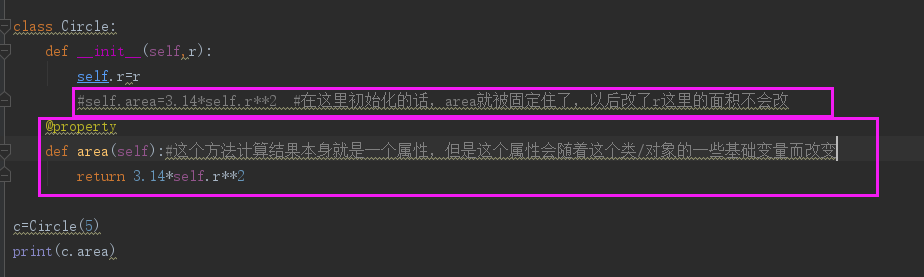 class Circle:
    def __init__(self,r):
        self.r=r
        #self.area=3.14*self.r**2  #在这里初始化的话，area就被固定住了，以后改了r这里的面积不会改
    @property
    def area(self):#这个方法计算结果本身就是一个属性，但是这个属性会随着这个类/对象的一些基础变量而改变
        return 3.14*self.r**2
c=Circle(5)
print(c.area)